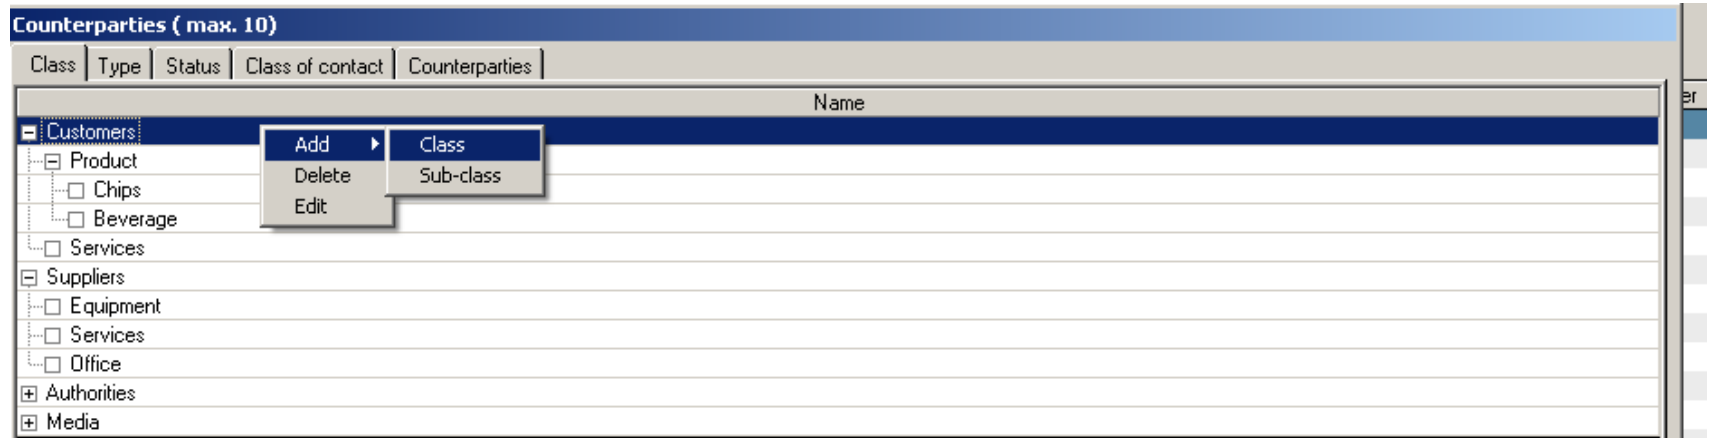 Counterparties ( max. 10)
Class Type Status Class of contact Counterparties
Name
er
Customers
Add Class
Product
Delete Sub-class
Chips
Edit
Beverage
Services
Suppliers
Equipment
Services
Office
Authorities
Media